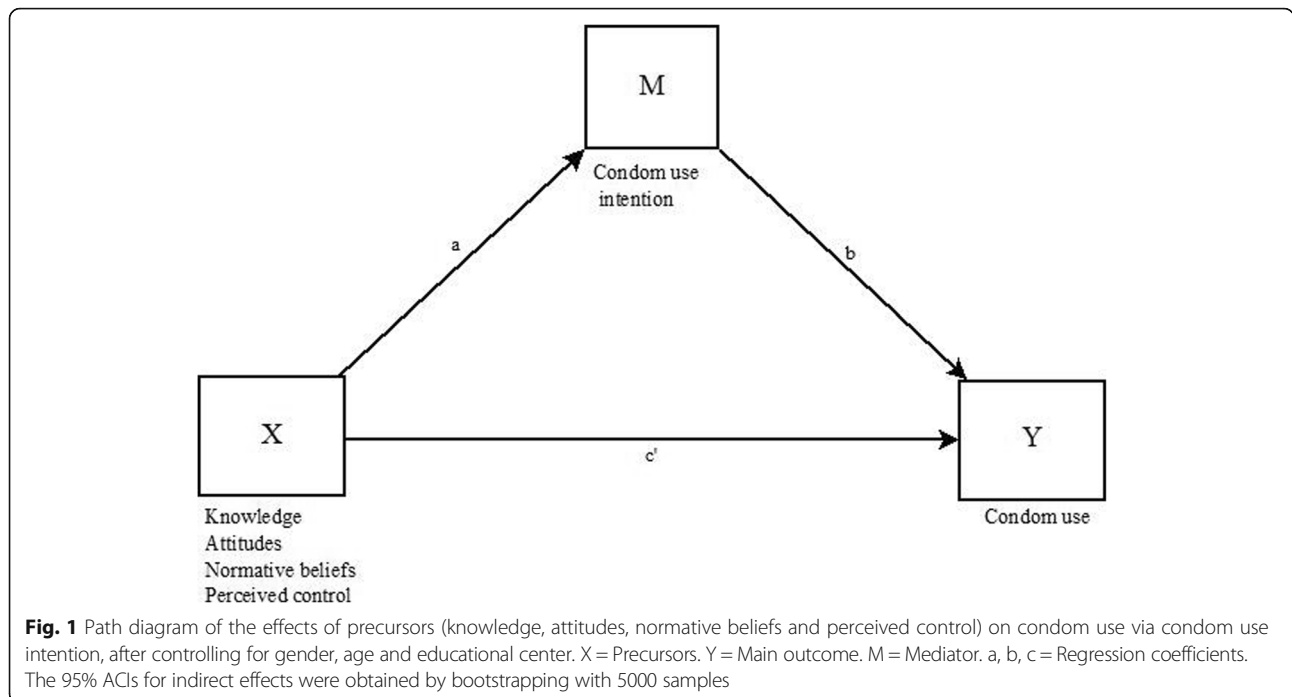 M
Condom use
intention
a
b
X
Y
c'
Knowledge
Attitudes
Normative beliefs
Perceived control
Condom use
Fig. 1 Path diagram of the effects of precursors (knowledge, attitudes, normative beliefs and perceived control) on condom use via condom use
intention, after controlling for gender, age and educational center. X = Precursors. Y = Main outcome. M = Mediator. a, b, c = Regression coefficients.
The 95% ACIs for indirect effects were obtained by bootstrapping with 5000 samples